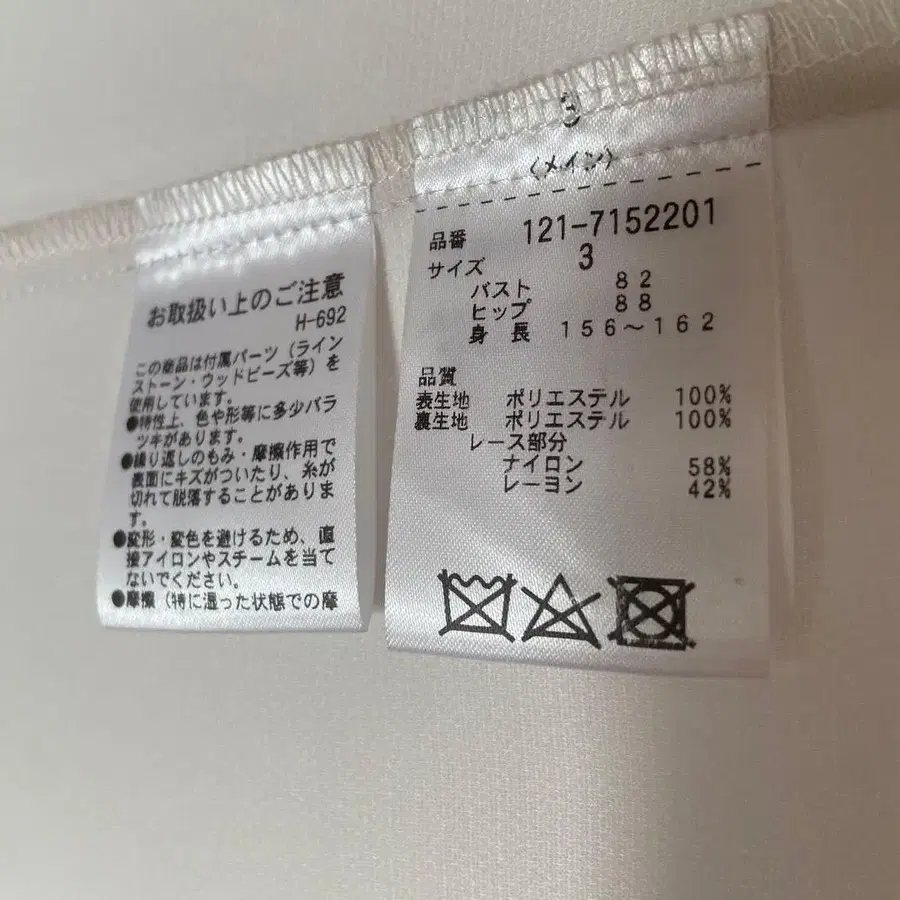 お取扱い上のご注意
H-692
この商品は付属パーツ（ライン
ストーン・ウッドビーズ等）を
使用しています。
●特性上、色や形等に多少バラ
ツキがあります。
●繰り返しのもみ・摩擦作用で
表面にキズがついたり、糸が
切れて脱落することがありま
す。
●変形・変色を避けるため、直
接アイロンやスチームを当て
ないでください。
●摩擦（特に湿った状態での摩
3
〈メイン〉
品番 121-7152201
サイズ 3
バスト 82
ヒップ 88
身長 156～162
品質
表生地 ポリエステル 100%
裏生地 ポリエステル 100%
レース部分
ナイロン 58%
レーヨン 42%